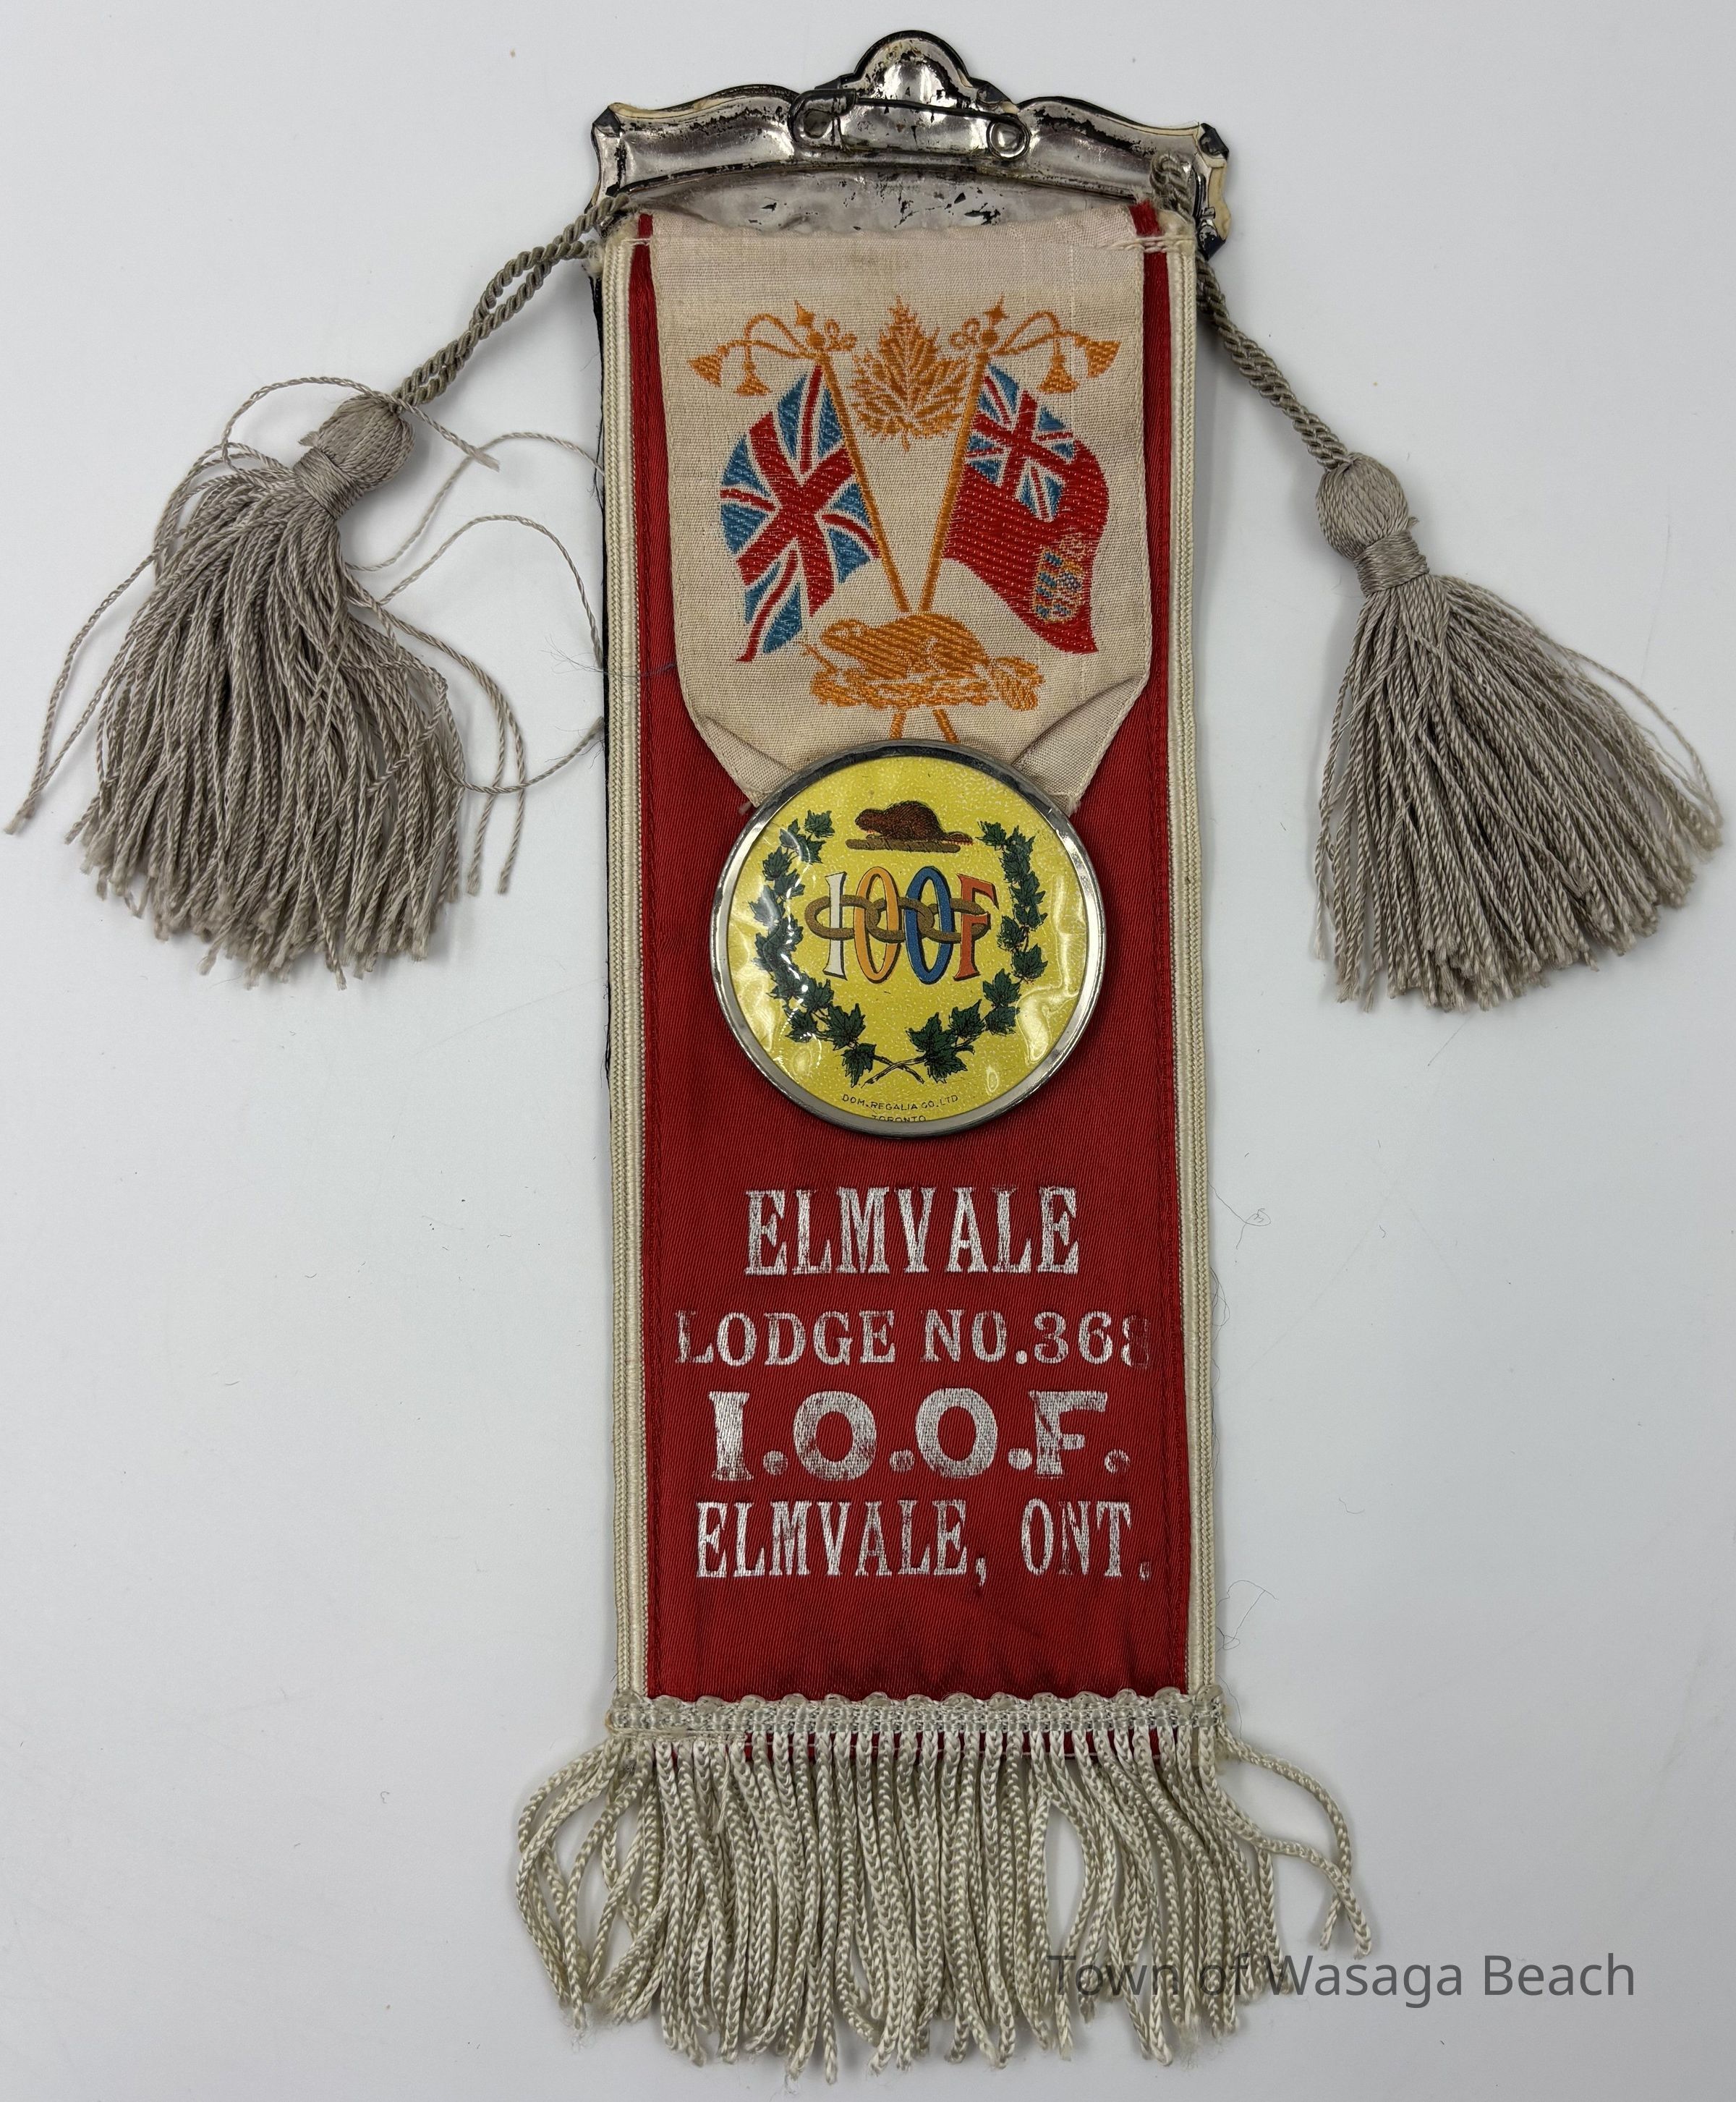 IOOF
DOM. REGALIA CO. LTD
TORONTO
ELMVALE
LODGE NO. 368
I.O.O.F.
ELMVALE, ONT.
Town of Wasaga Beach